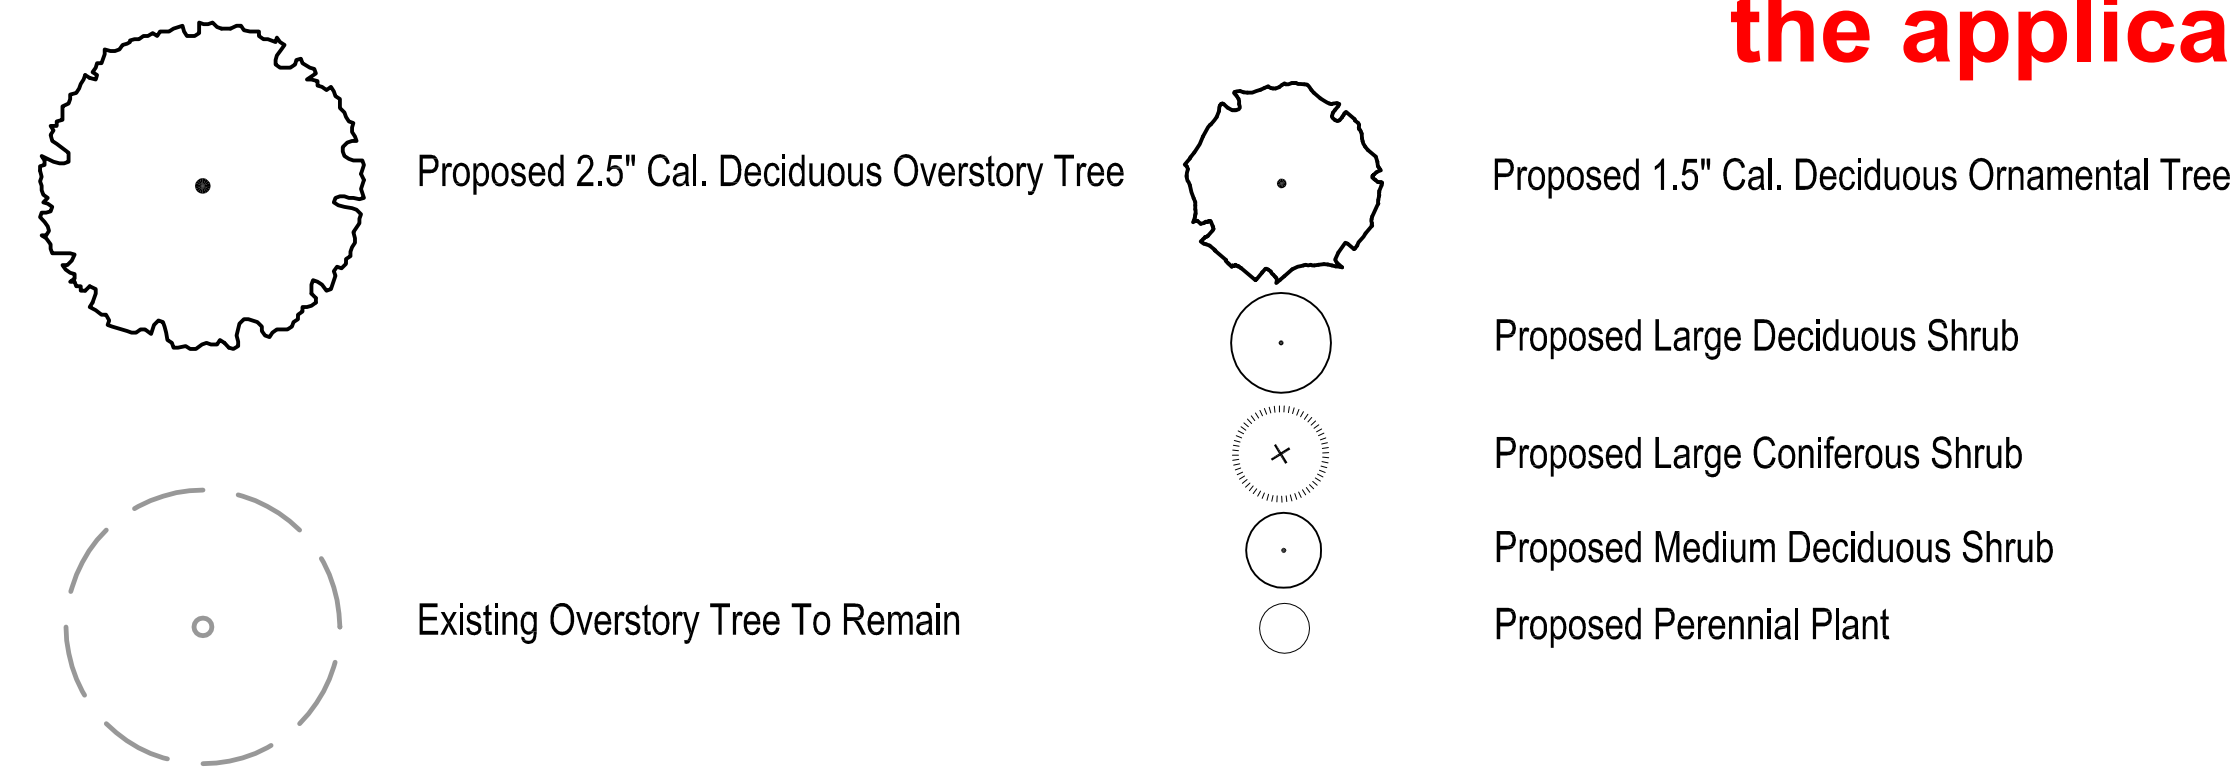 the applica
Proposed 2.5" Cal. Deciduous Overstory Tree
Proposed 1.5" Cal. Deciduous Ornamental Tree
Proposed Large Deciduous Shrub
Proposed Large Coniferous Shrub
Proposed Medium Deciduous Shrub
Existing Overstory Tree To Remain
Proposed Perennial Plant